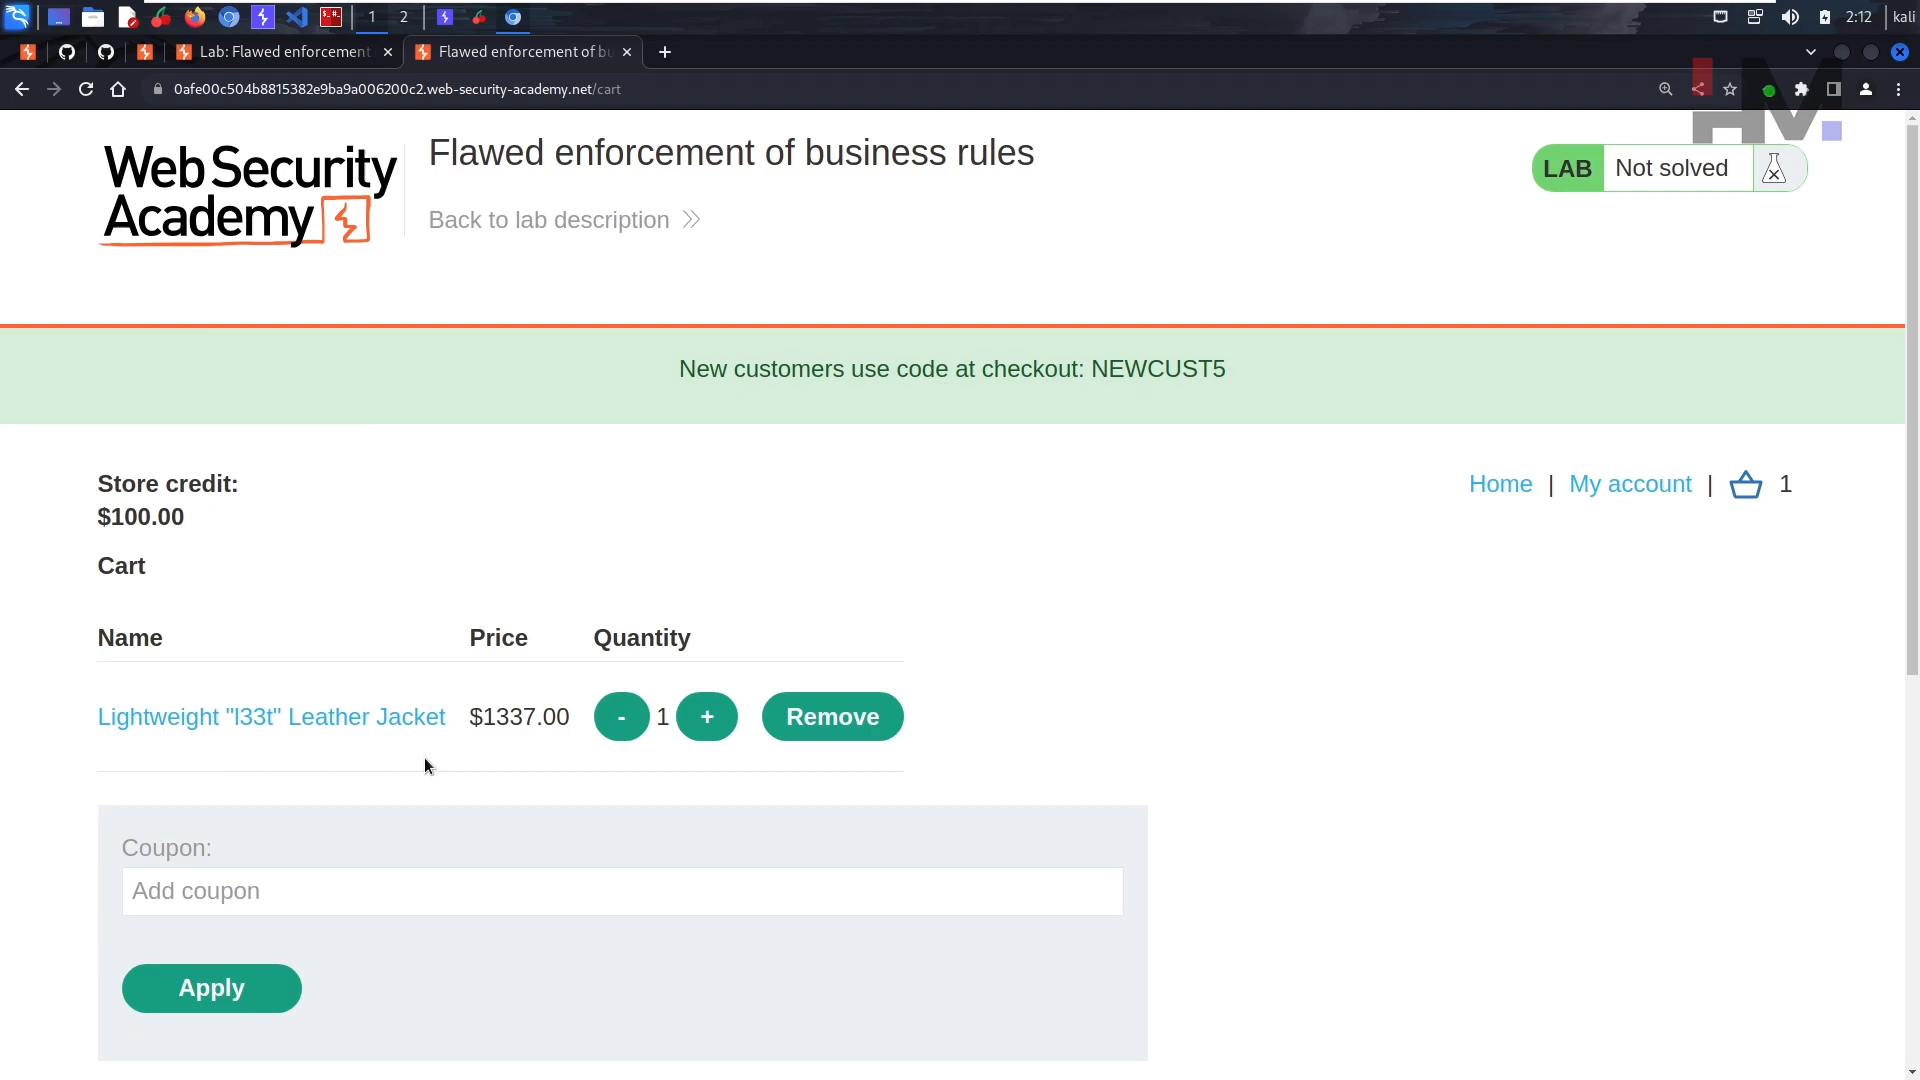 1
2
2:12
kali
Lab: Flawed enforcement
Flawed enforcement of bu
0afe00c504b8815382e9ba9a006200c2.web-security-academy.net/cart
HM
Web Security
Academy
Flawed enforcement of business rules
Back to lab description
LAB
Not solved
New customers use code at checkout: NEWCUST5
Store credit:
$100.00
Home | My account | 1
Cart
Name Price Quantity
Lightweight "l33t" Leather Jacket $1337.00 - 1 + Remove
Coupon:
Add coupon
Apply